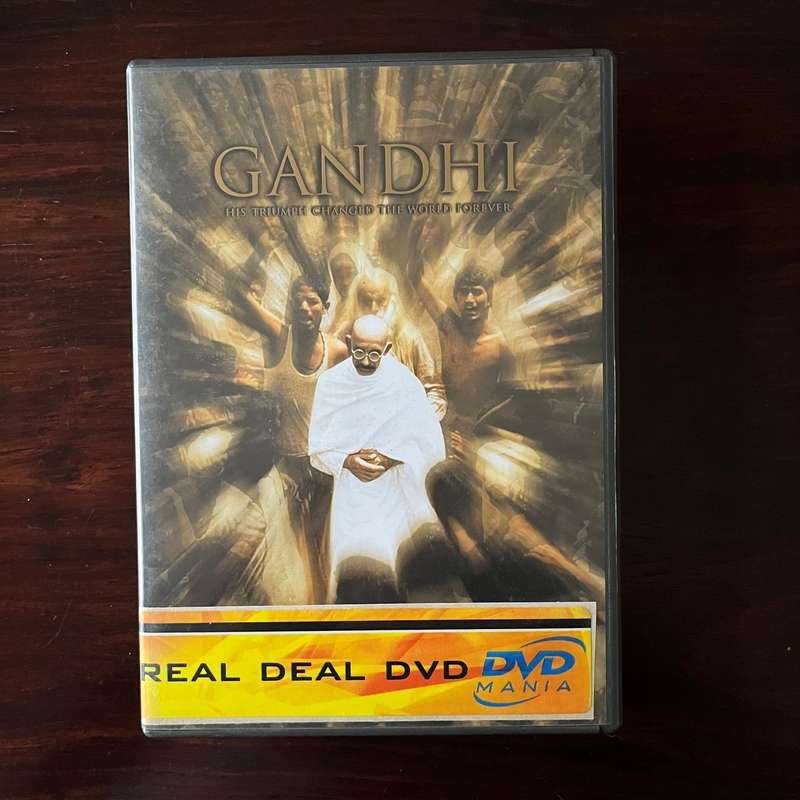 GANDHI
HIS TRIUMPH CHANGED THE WORLD FOREVER
REAL DEAL DVD
DVD
MANIA